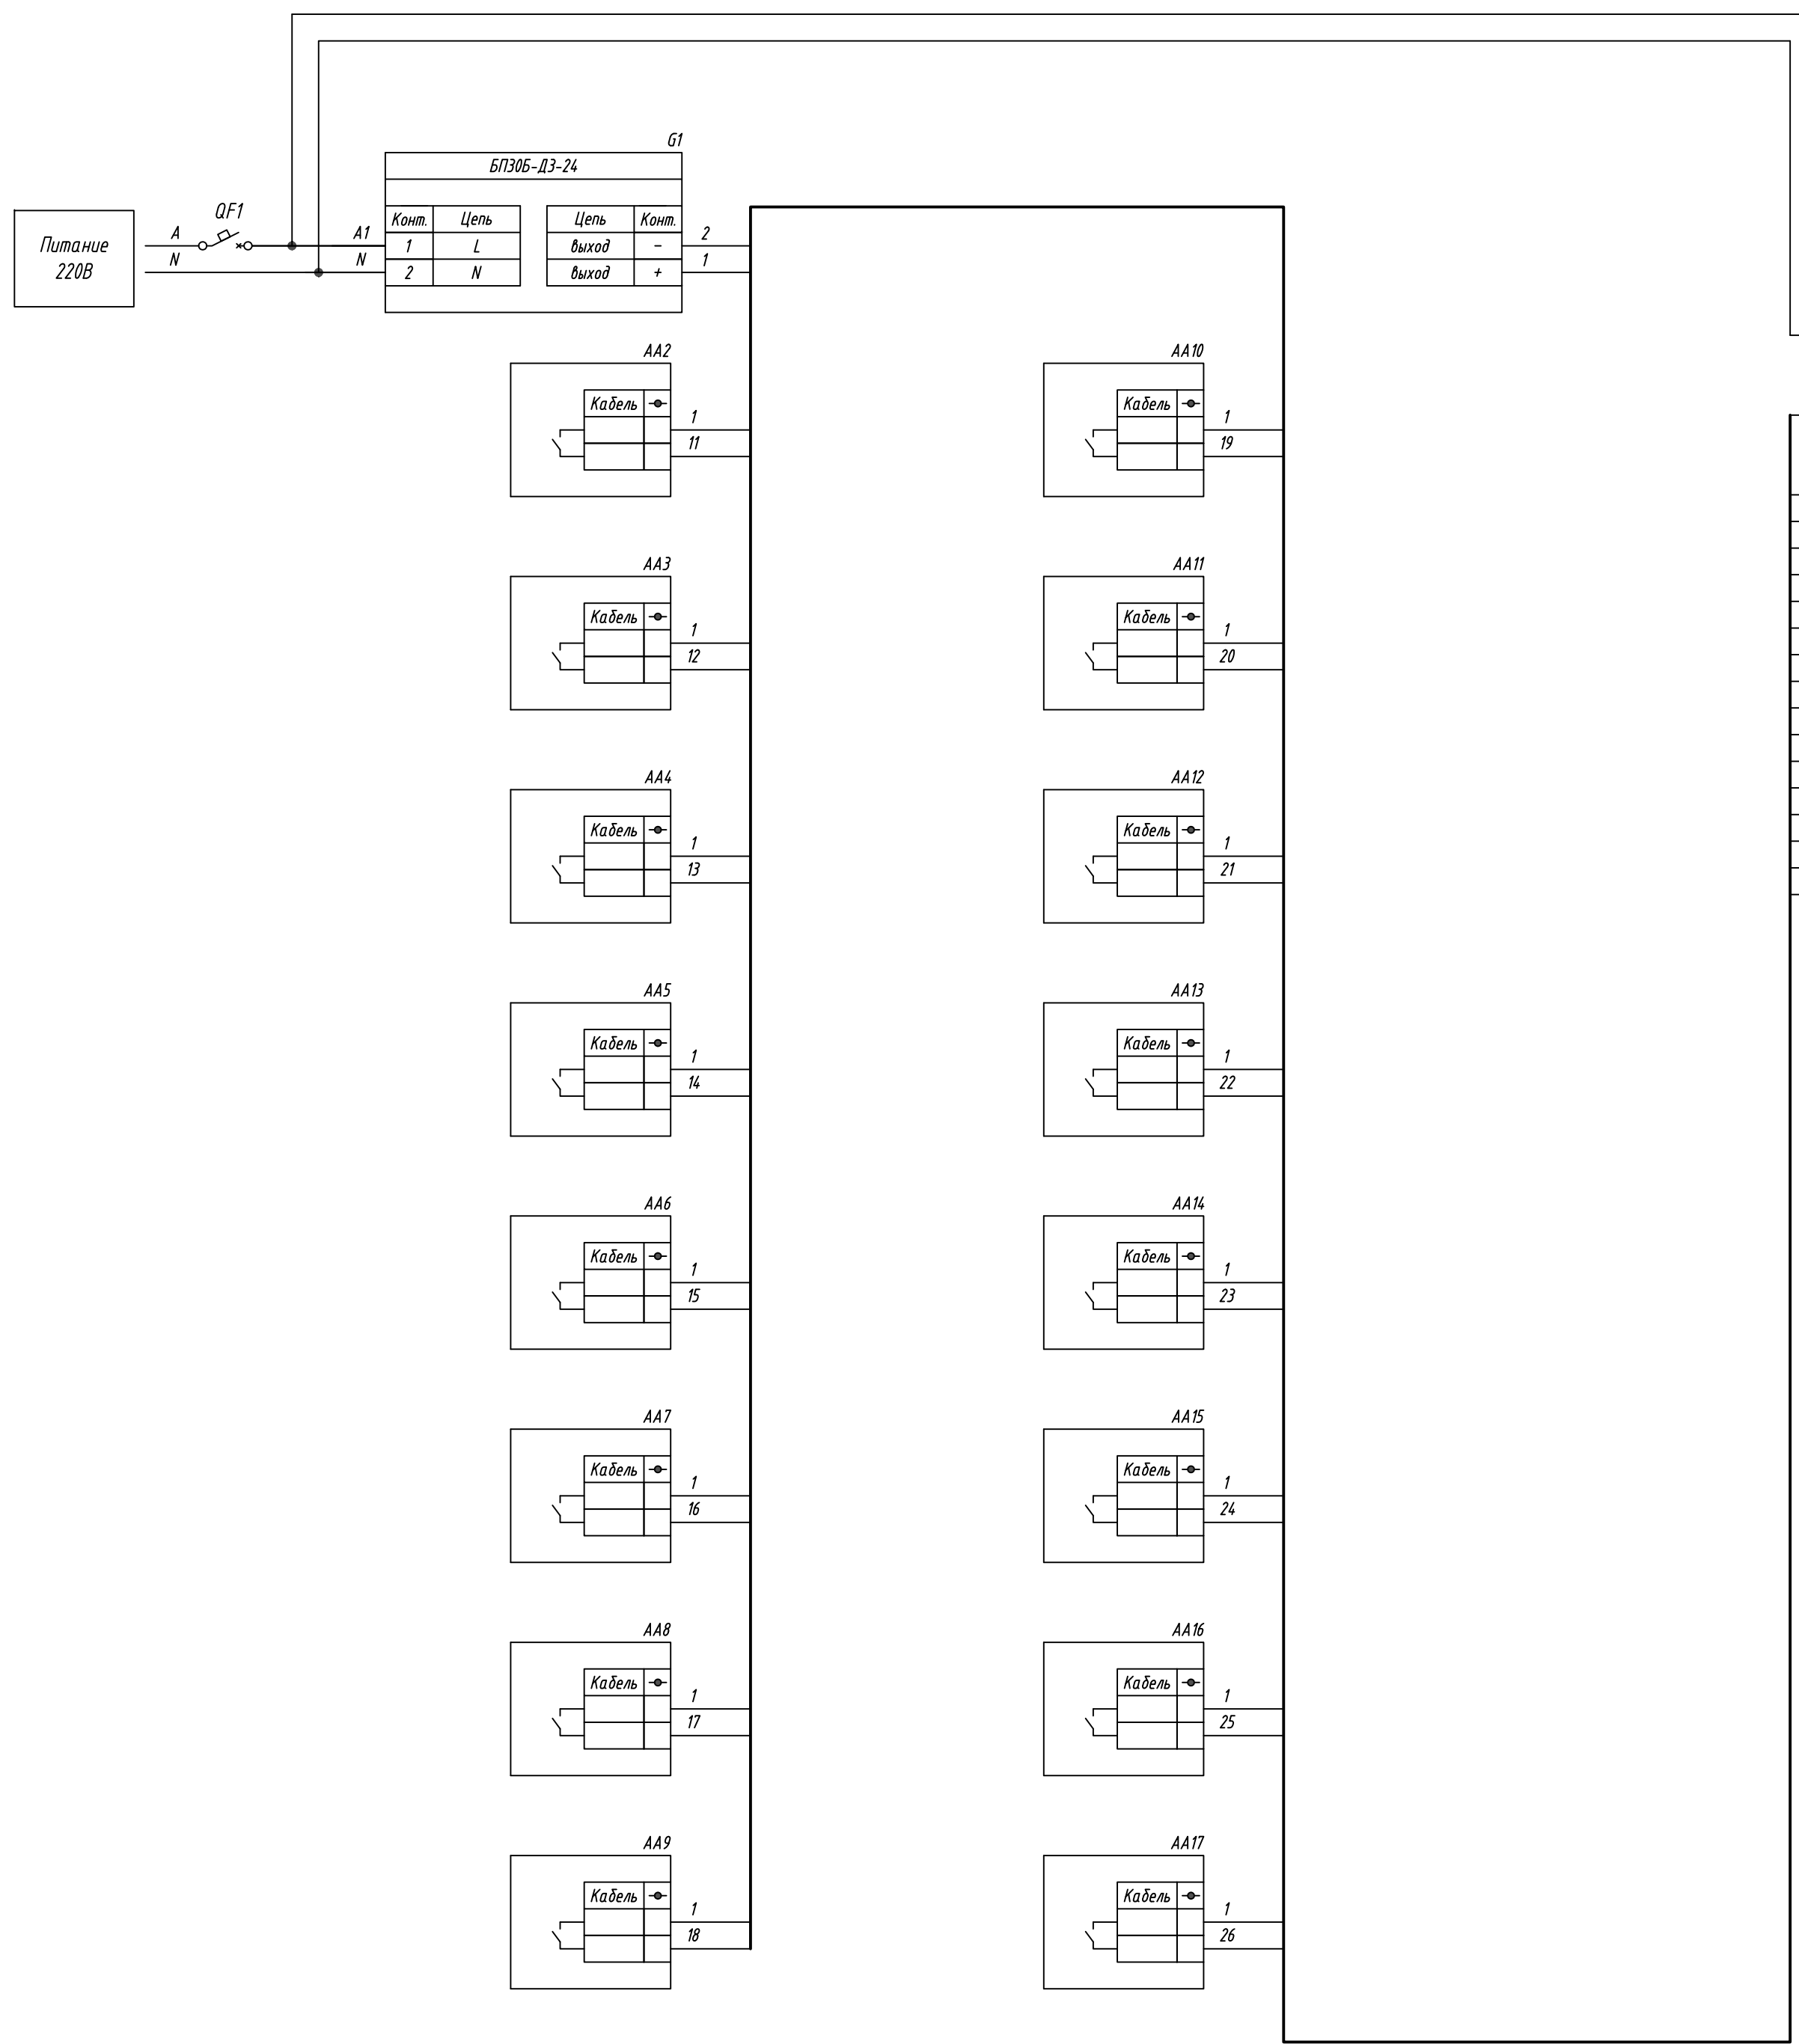 G1
БП30Б-Д3-24
QF1
Питание
220В
A
N
A1
N
Конт.
Цепь
1
L
2
N
Цепь
Конт.
выход
–
выход
+
2
1
AA2
Кабель
1
11
AA10
Кабель
1
19
AA3
Кабель
1
12
AA11
Кабель
1
20
AA4
Кабель
1
13
AA12
Кабель
1
21
AA5
Кабель
1
14
AA13
Кабель
1
22
AA6
Кабель
1
15
AA14
Кабель
1
23
AA7
Кабель
1
16
AA15
Кабель
1
24
AA8
Кабель
1
17
AA16
Кабель
1
25
AA9
Кабель
1
18
AA17
Кабель
1
26